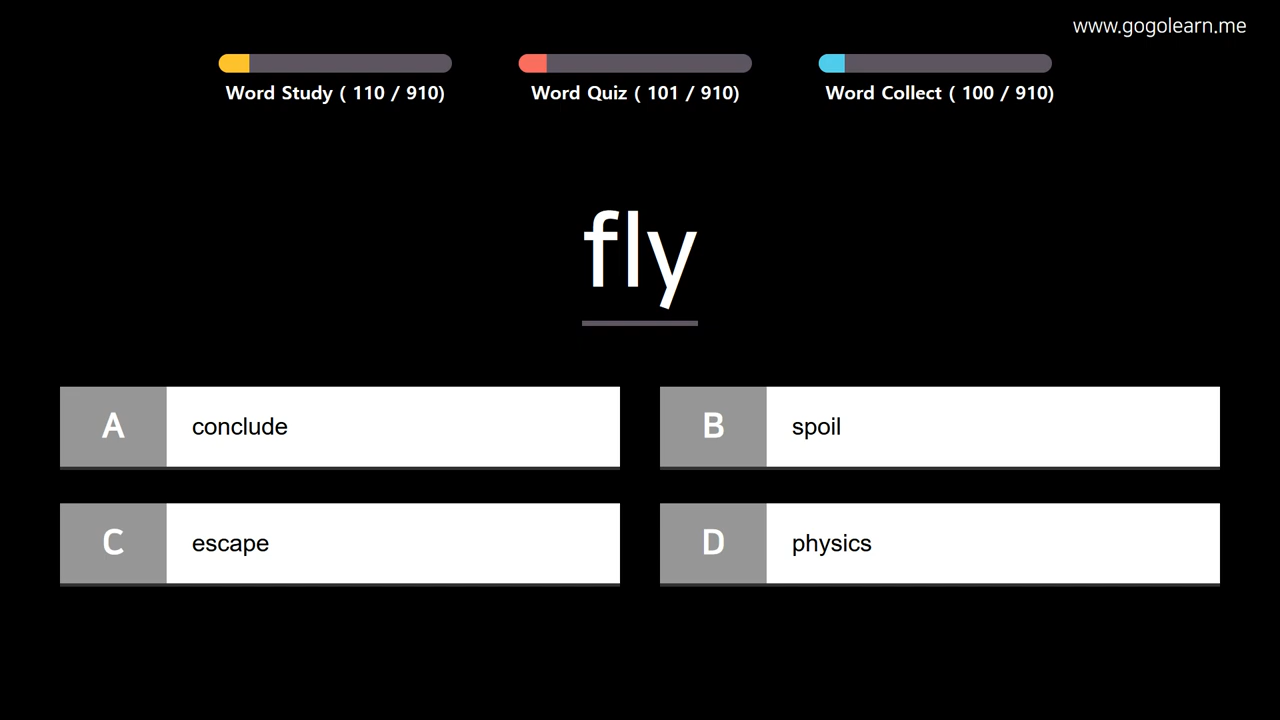 www.gogolearn.me
Word Study ( 110 / 910)
Word Quiz ( 101 / 910)
Word Collect ( 100 / 910)
fly
A conclude
B spoil
C escape
D physics